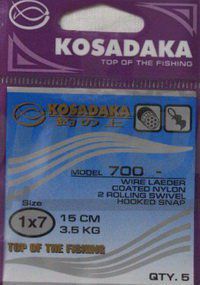 KOSADAKA
TOP OF THE FISHING
KOSADAKA
MODEL 700 -
WIRE LAEDER
COATED NYLON
2 ROLLING SWIVEL
HOOKED SNAP
Size
1x7
15 CM
3.5 KG
TOP OF THE FISHING
QTY. 5